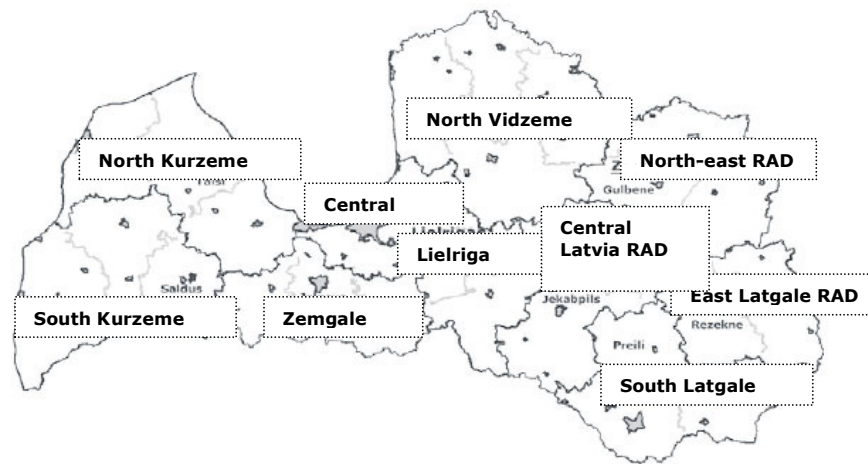 North Vidzeme
North Kurzeme
North-east RAD
Talsi
Gulbene
Central
Central
Latvia RAD
Lielriga
East Latgale RAD
Saldus
Jekabpils
South Kurzeme
Zemgale
Rezekne
Preili
South Latgale